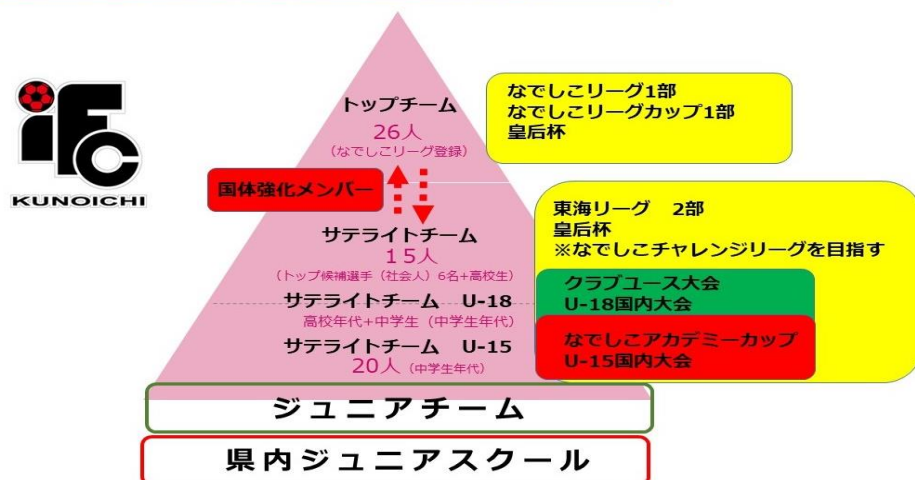 iFC
KUNOICHI
トップチーム
26人
(なでしこリーグ登録)
なでしこリーグ1部
なでしこリーグカップ1部
皇后杯
国体強化メンバー
サテライトチーム
15人
(トップ候補選手(社会人)6名+高校生)
東海リーグ 2部
皇后杯
※なでしこチャレンジリーグを目指す
サテライトチーム U-18
高校年代+中学生(中学生年代)
クラブユース大会
U-18国内大会
サテライトチーム U-15
20人(中学生年代)
なでしこアカデミーカップ
U-15国内大会
ジュニアチーム
県内ジュニアスクール